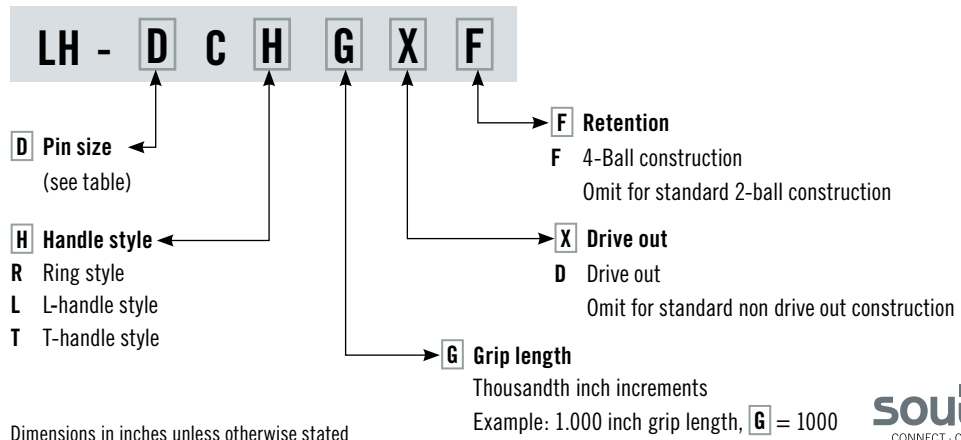 LH - D C H G X F
D Pin size
(see table)
H Handle style
R Ring style
L L-handle style
T T-handle style
F Retention
F 4-Ball construction
Omit for standard 2-ball construction
X Drive out
D Drive out
Omit for standard non drive out construction
G Grip length
Thousandth inch increments
Example: 1.000 inch grip length, G = 1000
Dimensions in inches unless otherwise stated